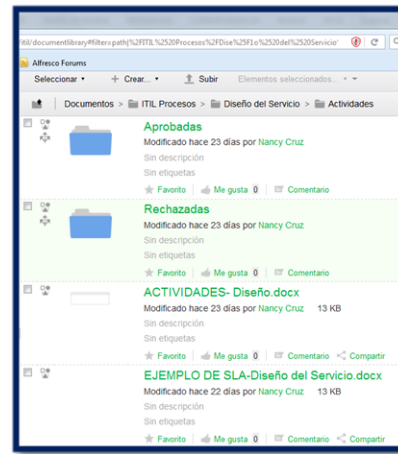 /itil/documentlibrary#filter=path|%2FITIL%2520Procesos%2FDise%25F1o%2520del%2520Servicio'
Alfresco Forums
Seleccionar Crear... Subir Elementos seleccionados...
Documentos > ITIL Procesos > Diseño del Servicio > Actividades
Aprobadas
Modificado hace 23 días por Nancy Cruz
Sin descripción
Sin etiquetas
Favorito Me gusta 0 Comentario
Rechazadas
Modificado hace 23 días por Nancy Cruz
Sin descripción
Sin etiquetas
Favorito Me gusta 0 Comentario
ACTIVIDADES- Diseño.docx
Modificado hace 23 días por Nancy Cruz 13 KB
Sin descripción
Sin etiquetas
Favorito Me gusta 0 Comentario Compartir
EJEMPLO DE SLA-Diseño del Servicio.docx
Modificado hace 22 días por Nancy Cruz 13 KB
Sin descripción
Sin etiquetas
Favorito Me gusta 0 Comentario Compartir